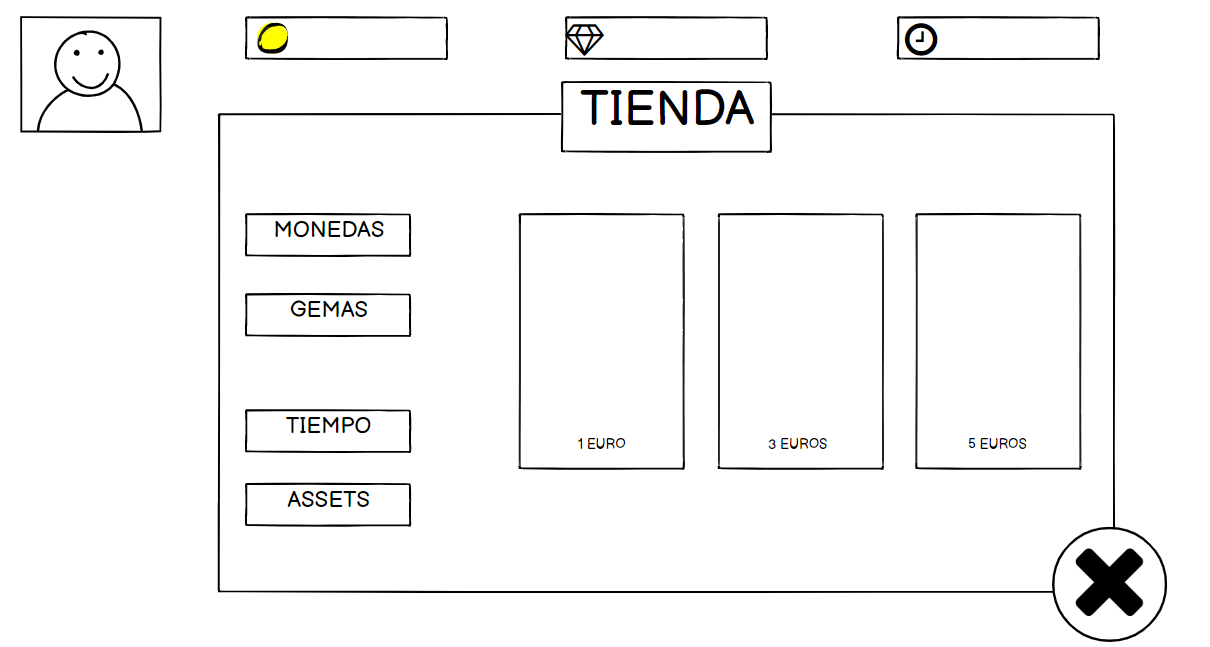 TIENDA
MONEDAS
GEMAS
TIEMPO
ASSETS
1 EURO
3 EUROS
5 EUROS